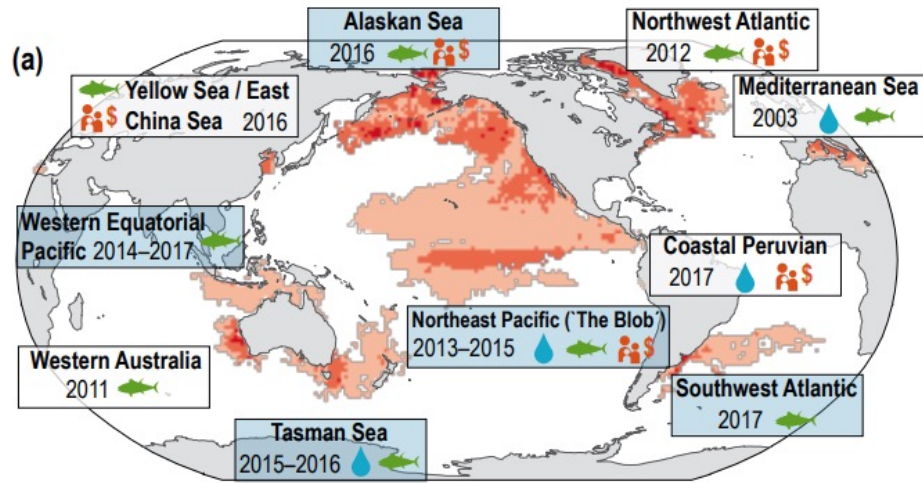 (a)
Alaskan Sea
2016
$
Northwest Atlantic
2012
$
Yellow Sea / East
$ China Sea 2016
Mediterranean Sea
2003
Western Equatorial
Pacific 2014–2017
Coastal Peruvian
2017
$
Northeast Pacific (`The Blob´)
2013–2015
$
Western Australia
2011
Southwest Atlantic
2017
Tasman Sea
2015–2016